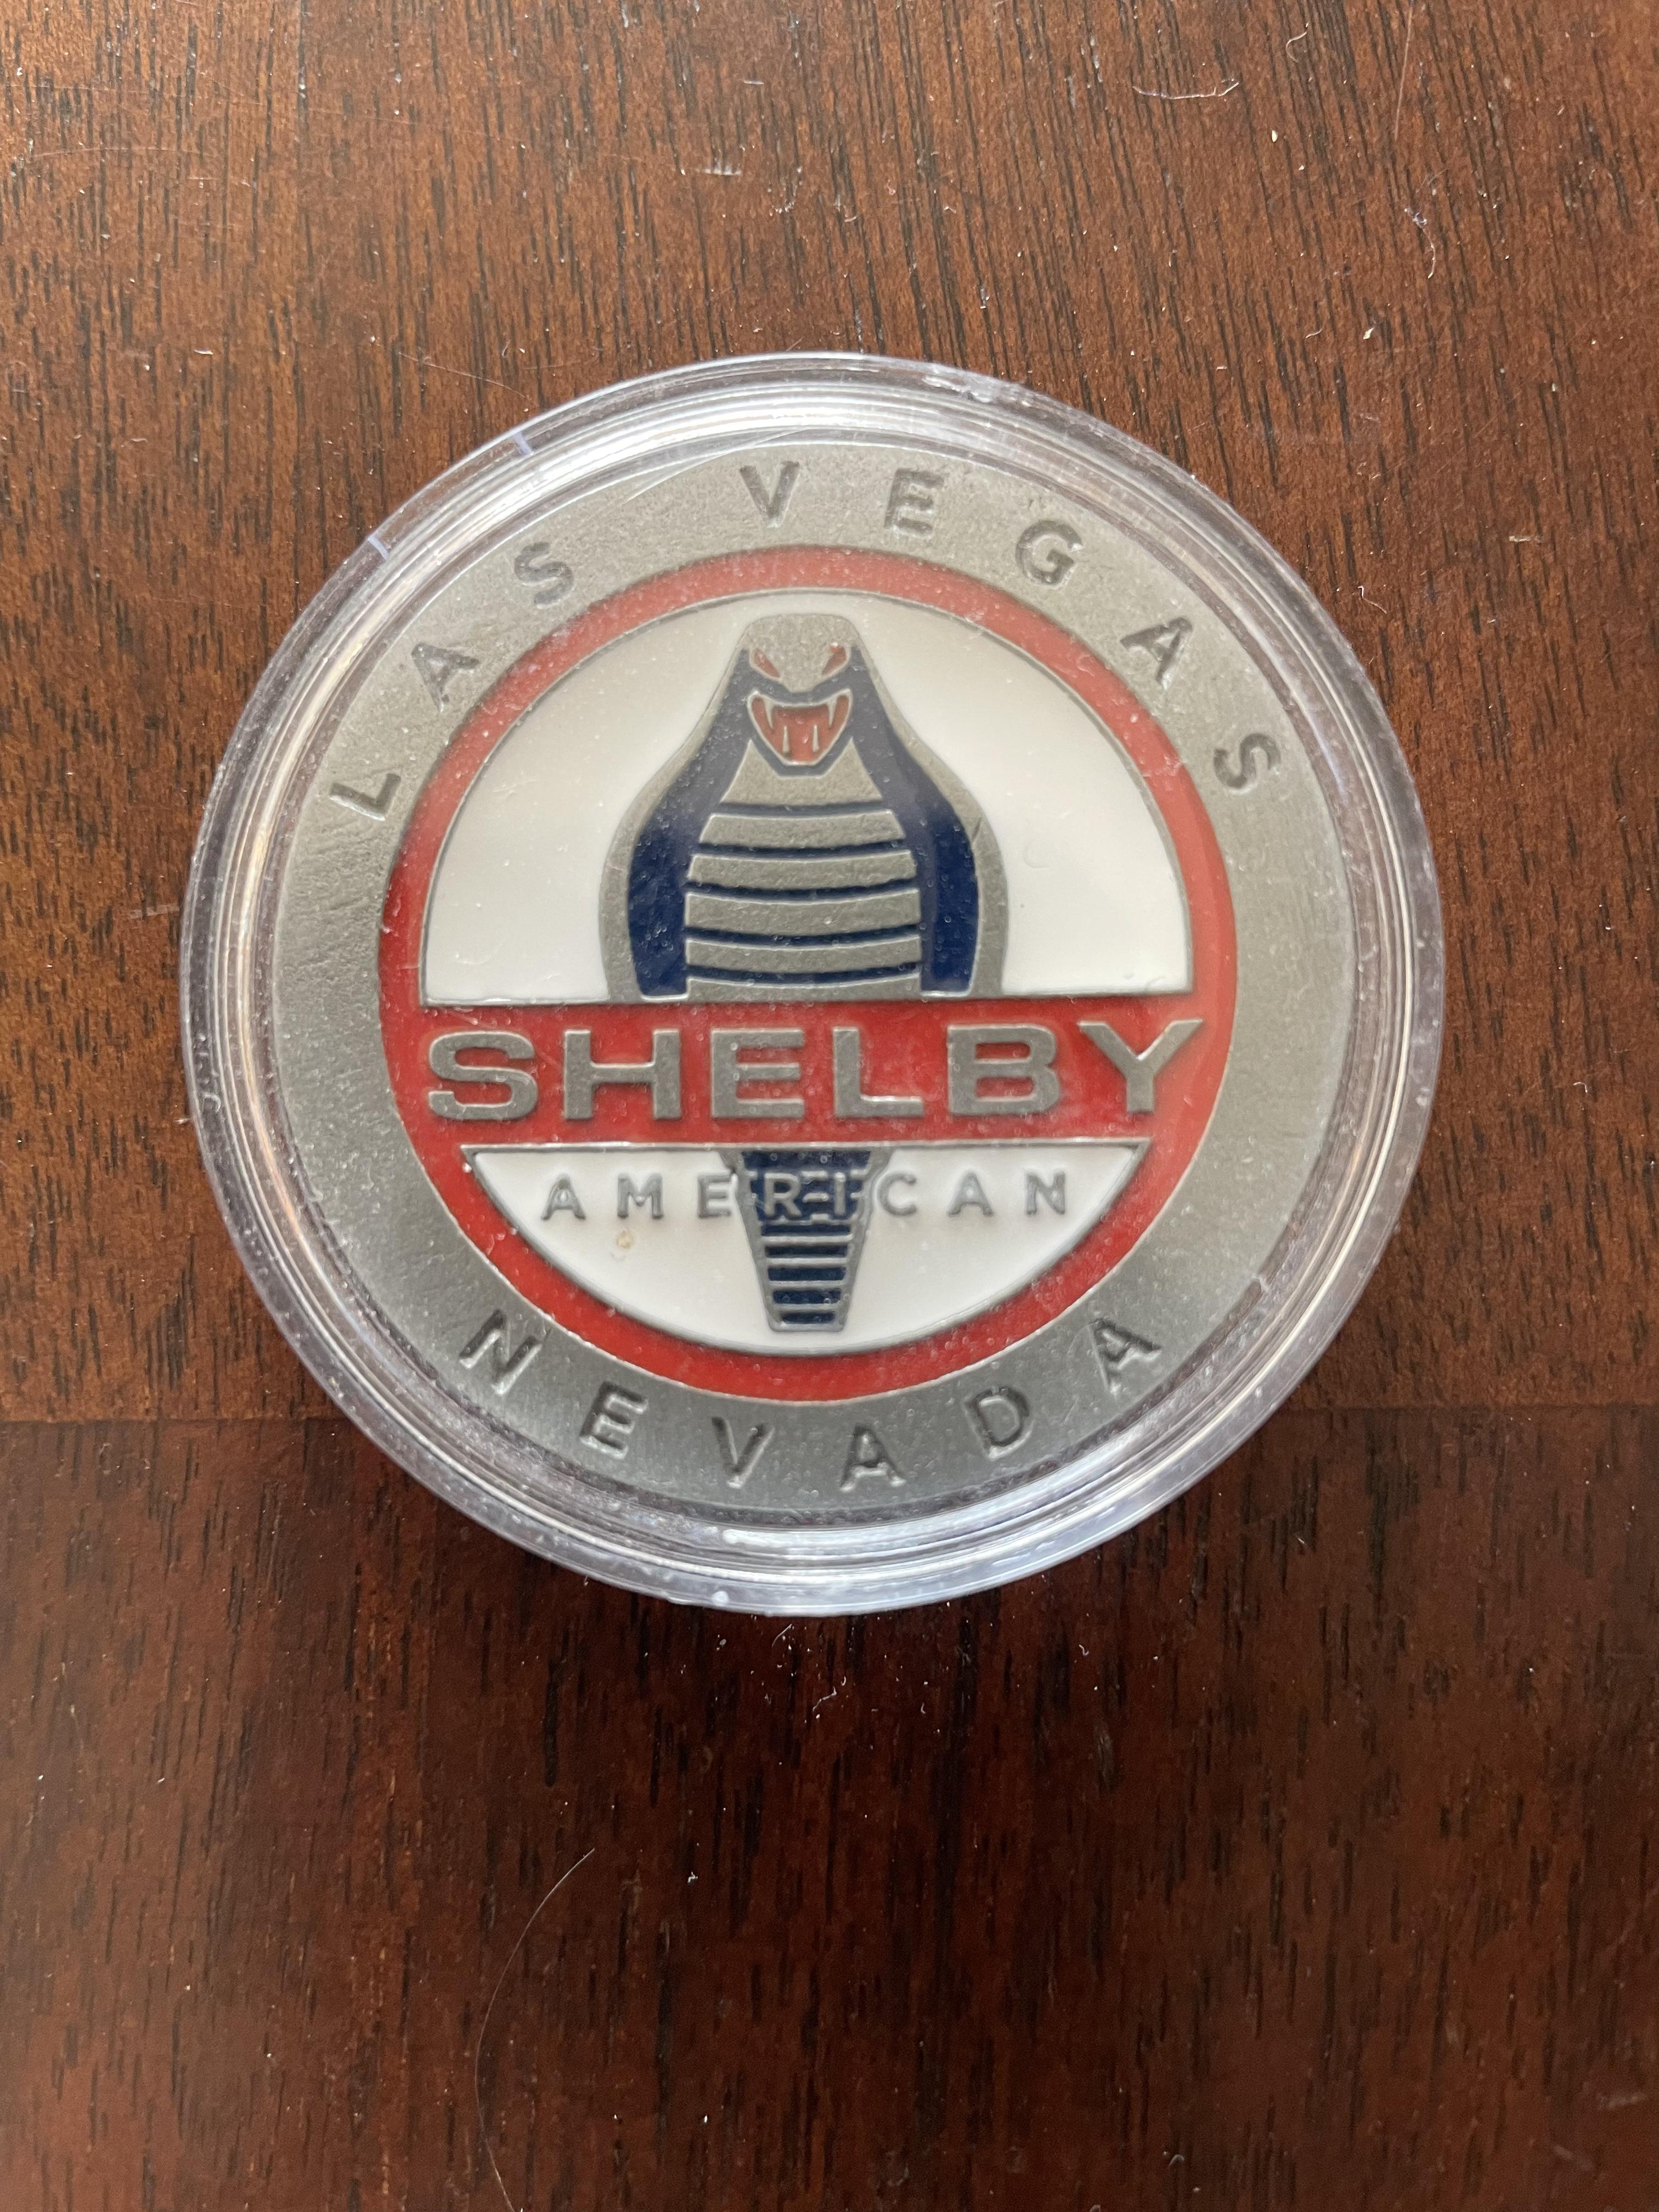 LAS VEGAS
SHELBY
AMERICAN
NEVADA